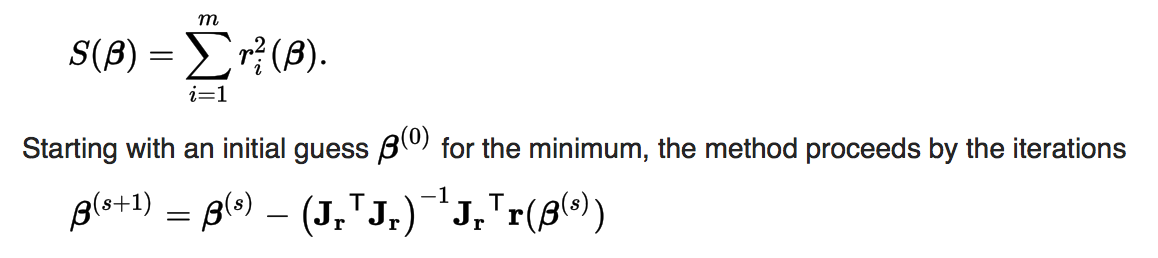 S(𝜷) = ∑_{i=1}^{m} r_i^2(𝜷).
Starting with an initial guess 𝜷^{(0)} for the minimum, the method proceeds by the iterations
𝜷^{(s+1)} = 𝜷^{(s)} − (𝐉_𝐫^⊤ 𝐉_𝐫)^{−1} 𝐉_𝐫^⊤ 𝐫(𝜷^{(s)})